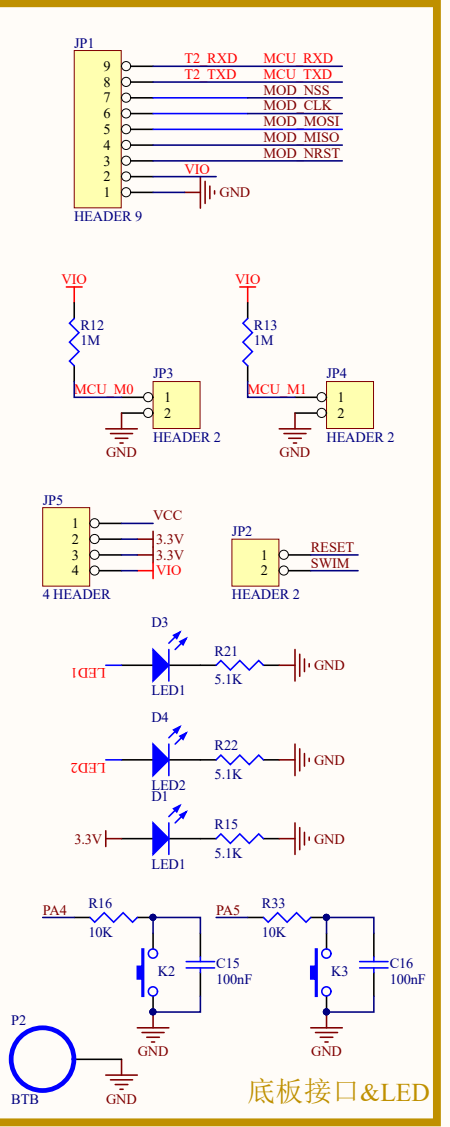 JP1
9 T2_RXD MCU_RXD
8 T2_TXD MCU_TXD
7 MOD_NSS
6 MOD_CLK
5 MOD_MOSI
4 MOD_MISO
3 MOD_NRST
2 VIO
1 GND
HEADER 9
VIO VIO
R12 R13
1M 1M
JP3 JP4
MCU_M0 1 MCU_M1 1
2 2
HEADER 2 HEADER 2
GND GND
JP5
1 VCC
2 3.3V
3 3.3V
4 VIO
4 HEADER
JP2
1 RESET
2 SWIM
HEADER 2
D3
R21
LED1 GND
5.1K
LED1
D4
R22
LED2 GND
5.1K
LED2
D1
R15
3.3V GND
5.1K
LED1
PA4 R16 PA5 R33
10K 10K
K2 C15 K3 C16
100nF 100nF
GND GND
P2
BTB GND
底板接口&LED